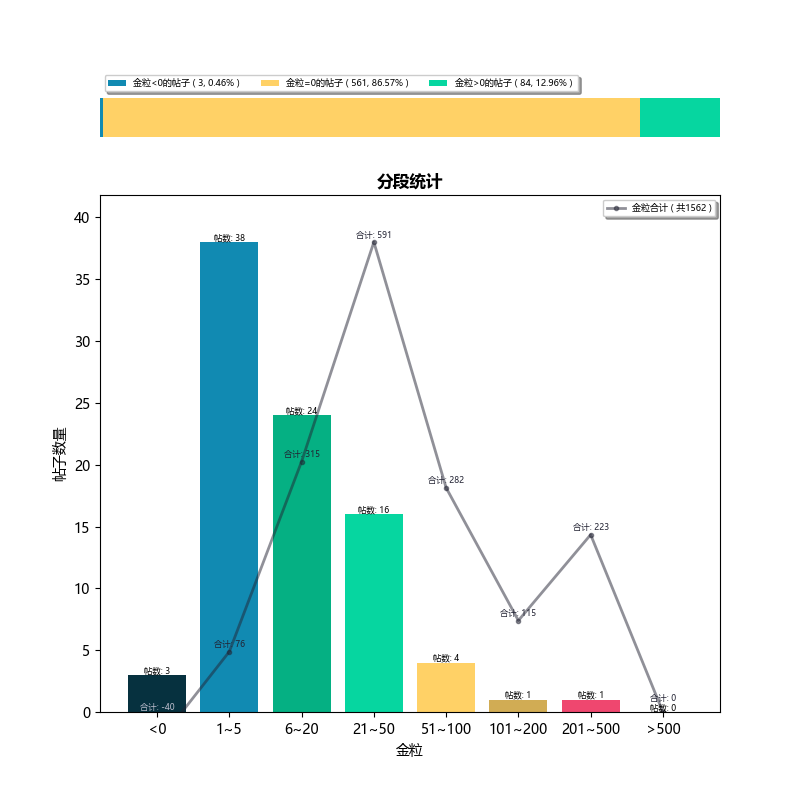 金粒<0的帖子 ( 3, 0.46% ) 金粒=0的帖子 ( 561, 86.57% ) 金粒>0的帖子 ( 84, 12.96% )
分段统计
金粒合计 ( 共1562 )
40
35
30
25
20
15
10
5
0
帖子数量
帖数: 38
合计: 591
帖数: 24
合计: 315
合计: 282
帖数: 16
合计: 223
合计: 115
合计: 76
帖数: 3
帖数: 4
合计: -40
帖数: 1
帖数: 1
合计: 0
帖数: 0
<0 1~5 6~20 21~50 51~100 101~200 201~500 >500
金粒